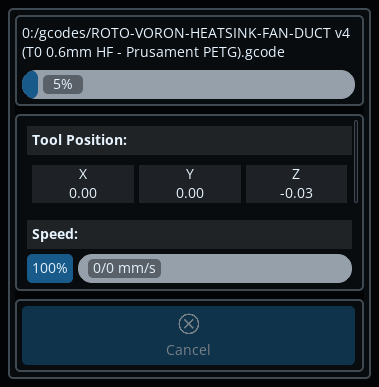 0:/gcodes/ROTO-VORON-HEATSINK-FAN-DUCT v4
(T0 0.6mm HF - Prusament PETG).gcode
5%
Tool Position:
X Y Z
0.00 0.00 -0.03
Speed:
100% 0/0 mm/s
Cancel